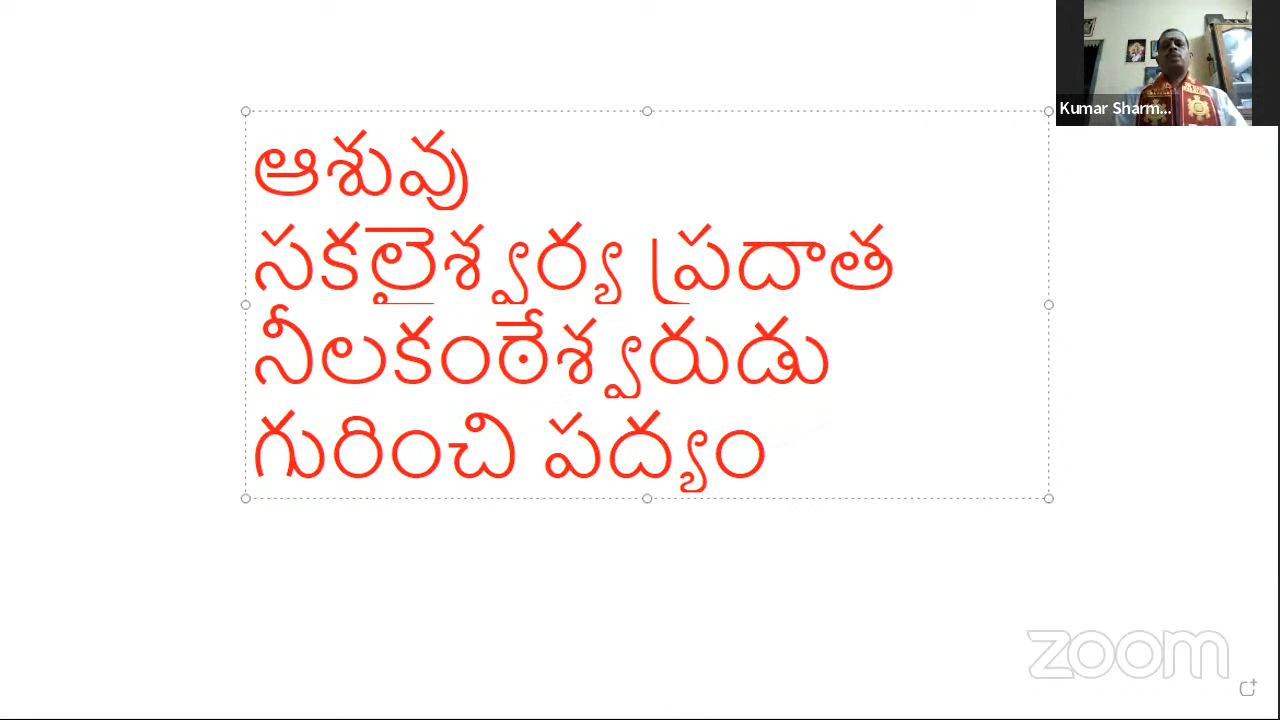 Kumar Sharm...
ఆశువు
సకలైశ్వర్య ప్రదాత
నీలకంఠేశ్వరుడు
గురించి పద్యం
zoom